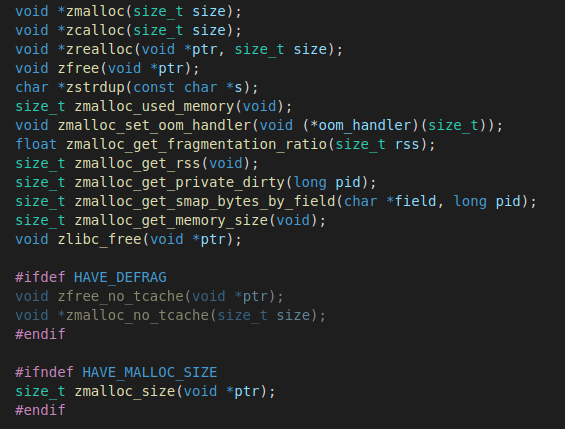 void *zmalloc(size_t size);
void *zcalloc(size_t size);
void *zrealloc(void *ptr, size_t size);
void zfree(void *ptr);
char *zstrdup(const char *s);
size_t zmalloc_used_memory(void);
void zmalloc_set_oom_handler(void (*oom_handler)(size_t));
float zmalloc_get_fragmentation_ratio(size_t rss);
size_t zmalloc_get_rss(void);
size_t zmalloc_get_private_dirty(long pid);
size_t zmalloc_get_smap_bytes_by_field(char *field, long pid);
size_t zmalloc_get_memory_size(void);
void zlibc_free(void *ptr);

#ifdef HAVE_DEFRAG
void zfree_no_tcache(void *ptr);
void *zmalloc_no_tcache(size_t size);
#endif

#ifndef HAVE_MALLOC_SIZE
size_t zmalloc_size(void *ptr);
#endif